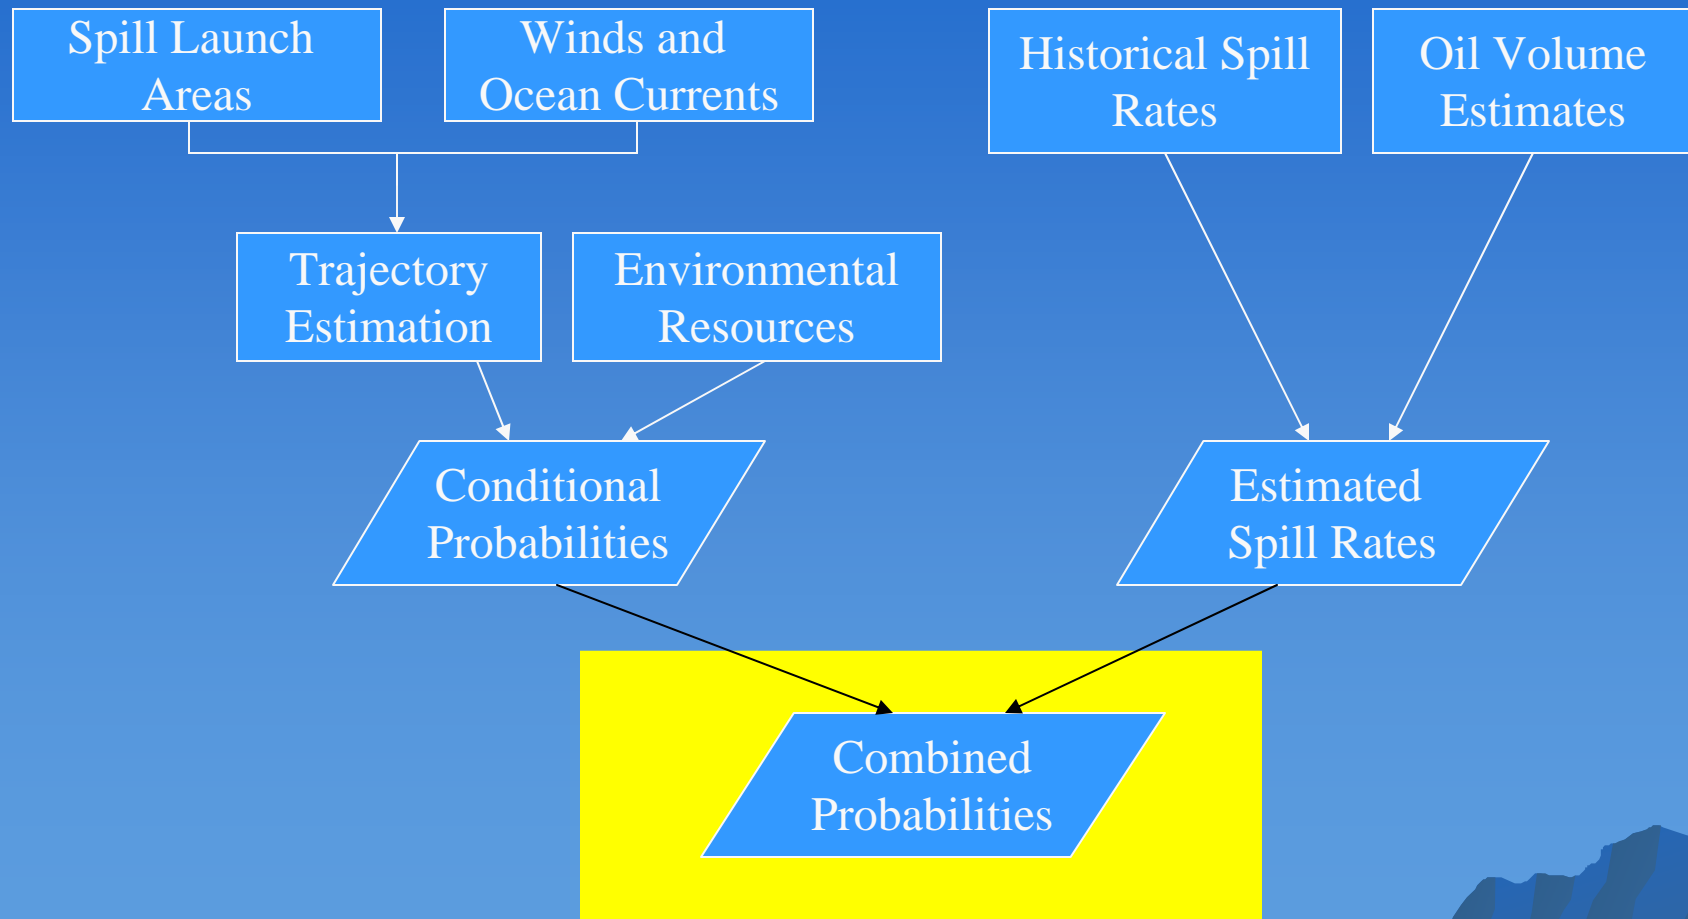 Spill Launch
Areas
Winds and
Ocean Currents
Historical Spill
Rates
Oil Volume
Estimates
Trajectory
Estimation
Environmental
Resources
Conditional
Probabilities
Estimated
Spill Rates
Combined
Probabilities